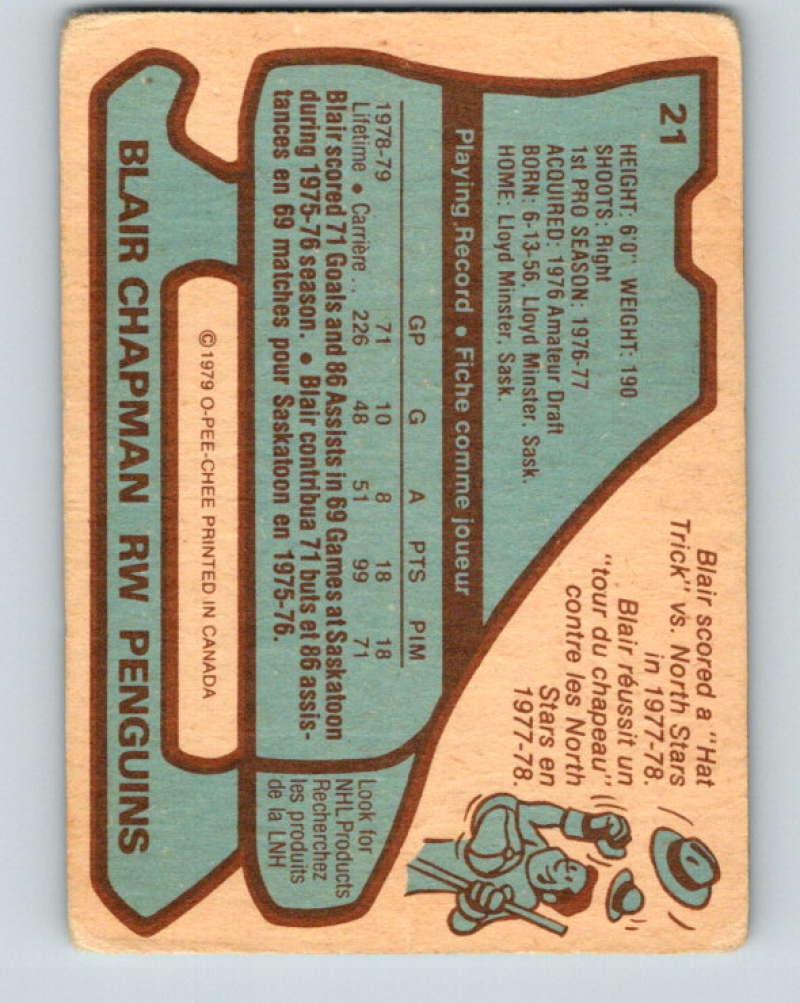 21
HEIGHT: 6'0" WEIGHT: 190
SHOOTS: Right
1st PRO SEASON: 1976-77
ACQUIRED: 1976 Amateur Draft
BORN: 6-13-56, Lloyd Minster, Sask.
HOME: Lloyd Minster, Sask.
Blair scored a "Hat
Trick" vs. North Stars
in 1977-78.
Blair réussit un
"tour du chapeau"
contre les North
Stars en
1977-78.
Playing Record • Fiche comme joueur
GP G A PTS PIM
1978-79 71 10 8 18 18
Lifetime • Carrière .. 226 48 51 99 71
Blair scored 71 Goals and 86 Assists in 69 Games at Saskatoon
during 1975-76 season. • Blair contribua 71 buts et 86 assis-
tances en 69 matches pour Saskatoon en 1975-76.
Look for
NHL Products
Recherchez
les produits
de la LNH
©1979 O-PEE-CHEE PRINTED IN CANADA
BLAIR CHAPMAN RW PENGUINS